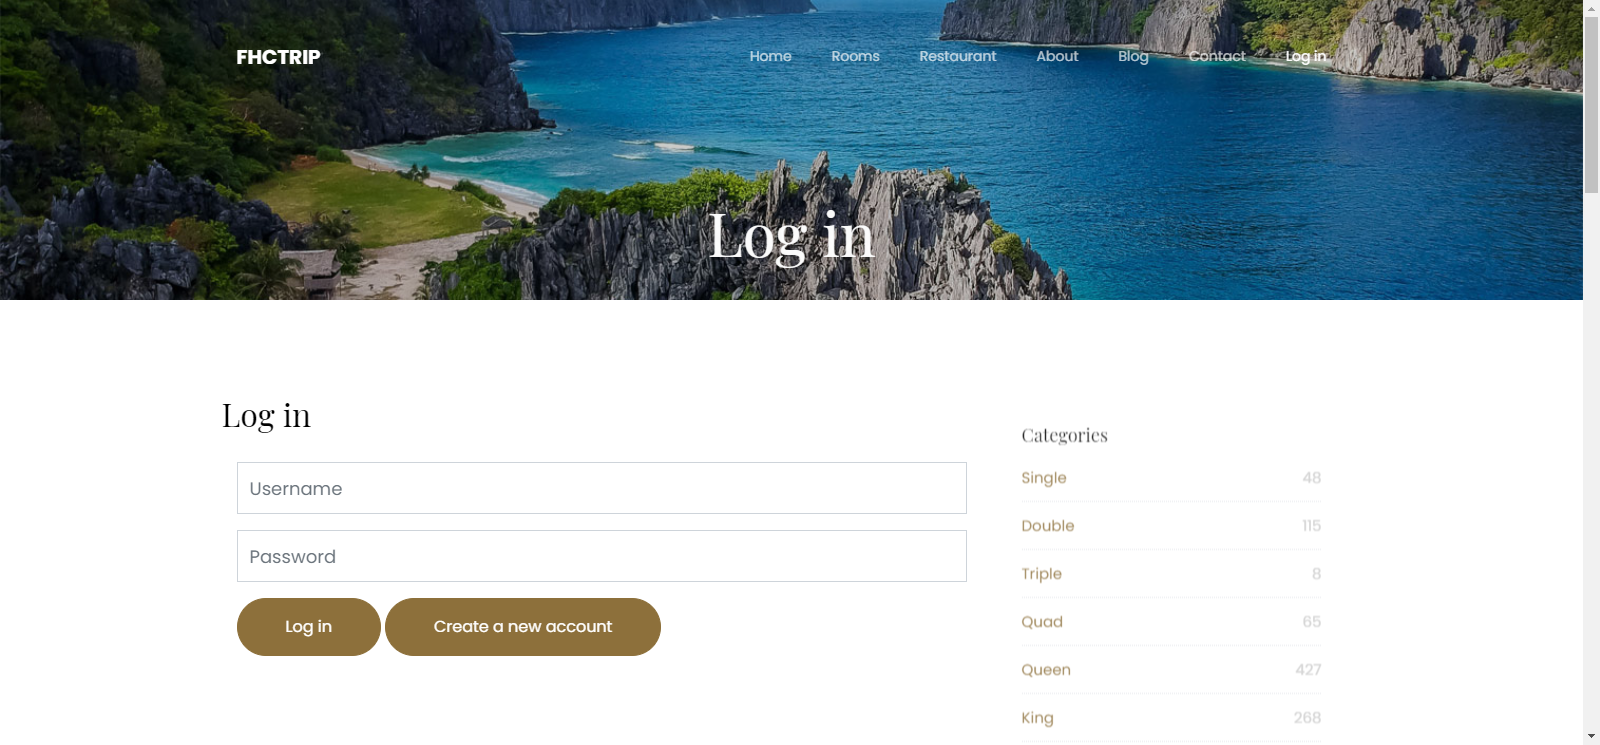 FHCTRIP
Home Rooms Restaurant About Blog Contact Log in
Log in
Log in
Username
Password
Log in Create a new account
Categories
Single 48
Double 115
Triple 8
Quad 65
Queen 427
King 268